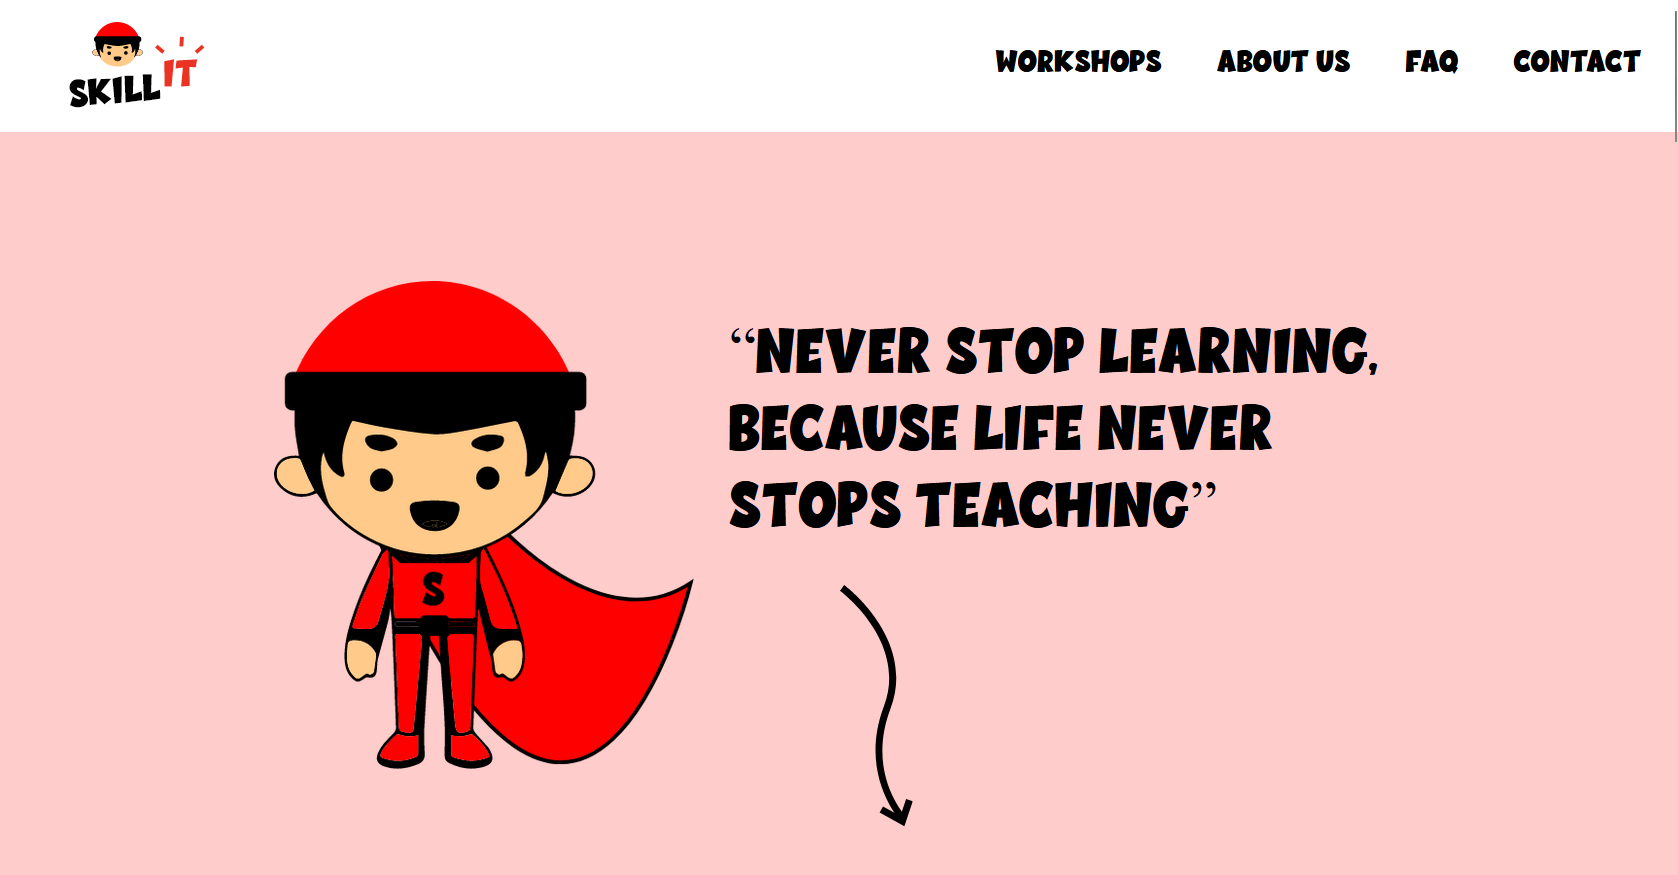 SKILL IT
WORKSHOPS ABOUT US FAQ CONTACT
“NEVER STOP LEARNING,
BECAUSE LIFE NEVER
STOPS TEACHING”
S